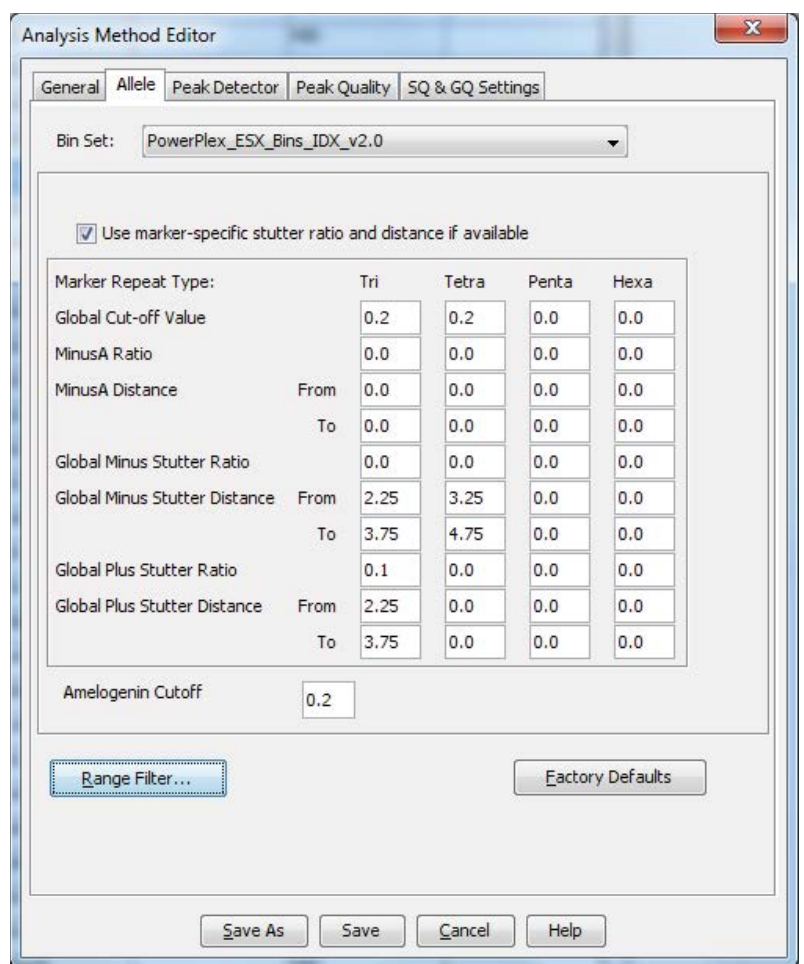 Analysis Method Editor
General Allele Peak Detector Peak Quality SQ & GQ Settings
Bin Set: PowerPlex_ESX_Bins_IDX_v2.0
Use marker-specific stutter ratio and distance if available
Marker Repeat Type: Tri Tetra Penta Hexa
Global Cut-off Value 0.2 0.2 0.0 0.0
MinusA Ratio 0.0 0.0 0.0 0.0
MinusA Distance From 0.0 0.0 0.0 0.0
To 0.0 0.0 0.0 0.0
Global Minus Stutter Ratio 0.0 0.0 0.0 0.0
Global Minus Stutter Distance From 2.25 3.25 0.0 0.0
To 3.75 4.75 0.0 0.0
Global Plus Stutter Ratio 0.1 0.0 0.0 0.0
Global Plus Stutter Distance From 2.25 0.0 0.0 0.0
To 3.75 0.0 0.0 0.0
Amelogenin Cutoff 0.2
Range Filter... Factory Defaults
Save As Save Cancel Help